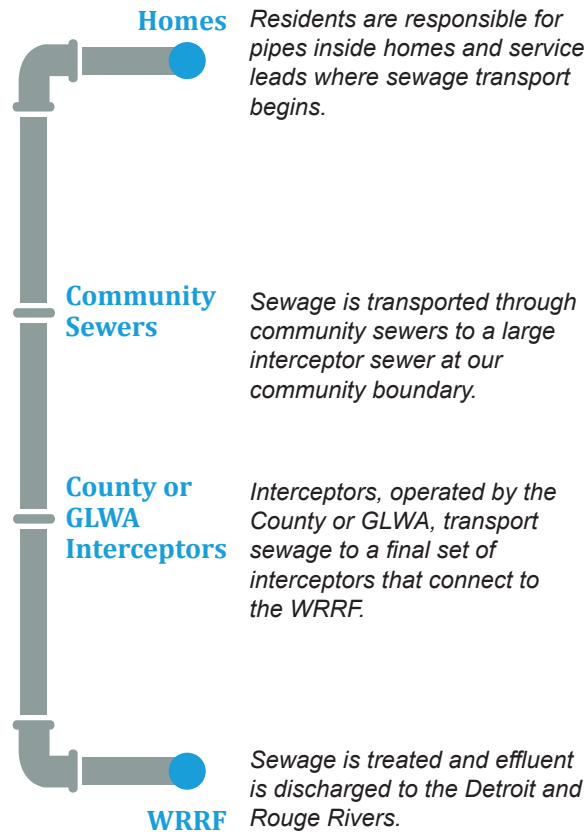 Homes
Residents are responsible for
pipes inside homes and service
leads where sewage transport
begins.
Community
Sewers
Sewage is transported through
community sewers to a large
interceptor sewer at our
community boundary.
County or
GLWA
Interceptors
Interceptors, operated by the
County or GLWA, transport
sewage to a final set of
interceptors that connect to
the WRRF.
WRRF
Sewage is treated and effluent
is discharged to the Detroit and
Rouge Rivers.